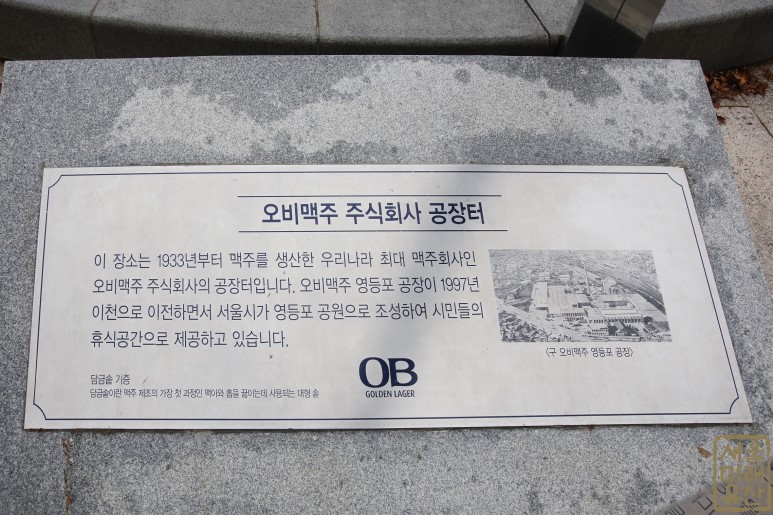 오비맥주 주식회사 공장터
이 장소는 1933년부터 맥주를 생산한 우리나라 최대 맥주회사인
오비맥주 주식회사의 공장터입니다. 오비맥주 영등포 공장이 1997년
이천으로 이전하면서 서울시가 영등포 공원으로 조성하여 시민들의
휴식공간으로 제공하고 있습니다.
<구 오비맥주 영등포 공장>
담금솥 기증
담금솥이란 맥주 제조의 가장 첫 과정인 맥아와 홉을 끓이는데 사용되는 대형 솥
OB
GOLDEN LAGER
서울
미래
유산